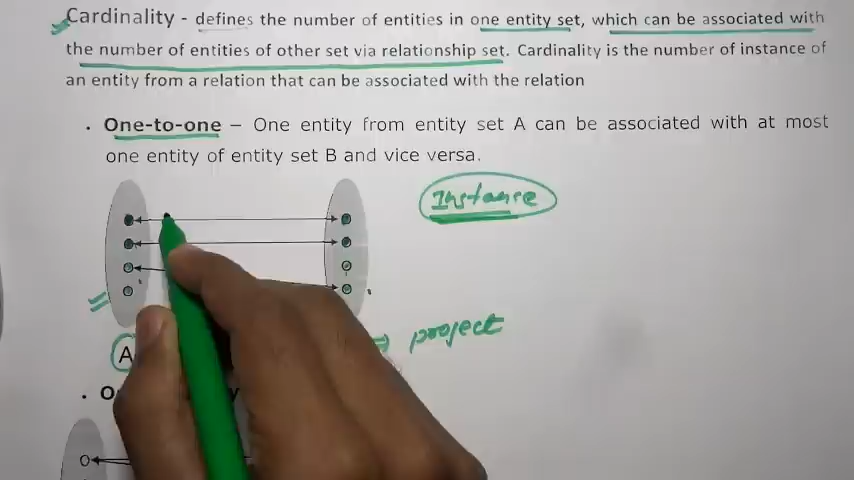 Cardinality - defines the number of entities in one entity set, which can be associated with
the number of entities of other set via relationship set. Cardinality is the number of instance of
an entity from a relation that can be associated with the relation
. One-to-one – One entity from entity set A can be associated with at most
one entity of entity set B and vice versa.
Instance
⇒ project
A